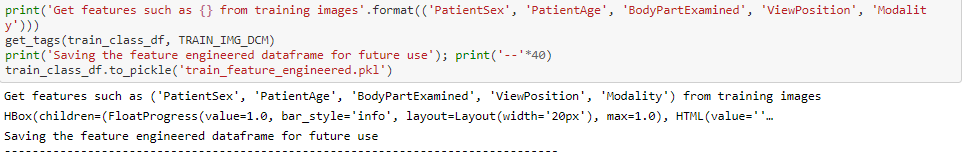 print('Get features such as {} from training images'.format(('PatientSex', 'PatientAge', 'BodyPartExamined', 'ViewPosition', 'Modalit
y')))
get_tags(train_class_df, TRAIN_IMG_DCM)
print('Saving the feature engineered dataframe for future use'); print('--'*40)
train_class_df.to_pickle('train_feature_engineered.pkl')
Get features such as ('PatientSex', 'PatientAge', 'BodyPartExamined', 'ViewPosition', 'Modality') from training images
HBox(children=(FloatProgress(value=1.0, bar_style='info', layout=Layout(width='20px'), max=1.0), HTML(value=''…
Saving the feature engineered dataframe for future use
--------------------------------------------------------------------------------